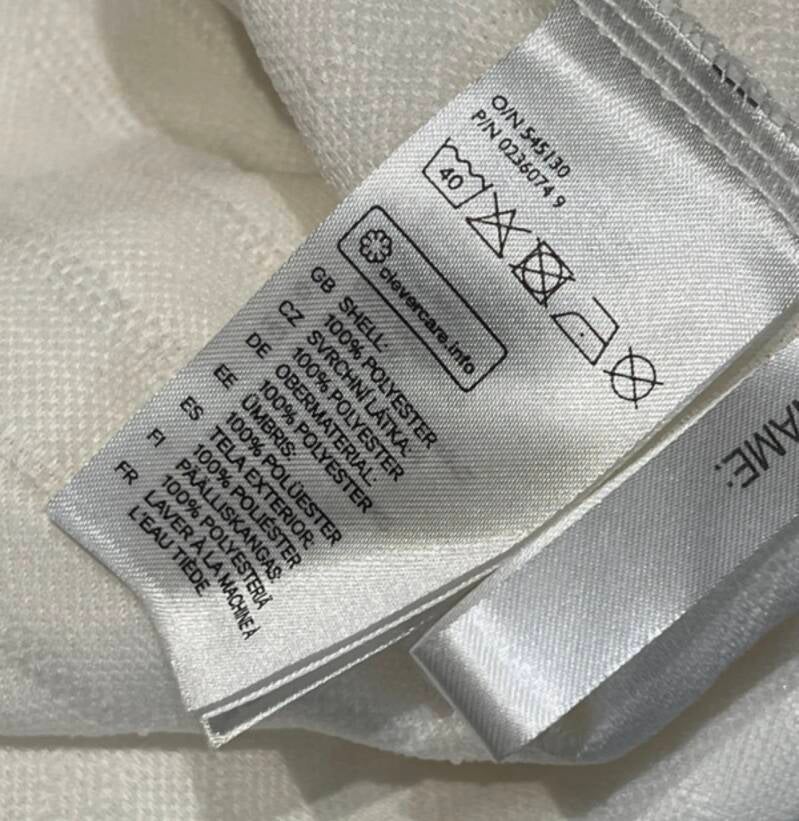 O/N 545130
P/N 0236074 9
40
clevercare.info
GB SHELL:
100% POLYESTER
CZ SVRCHNÍ LÁTKA:
100% POLYESTER
DE OBERMATERIAL:
100% POLYESTER
EE ÜMBRIS:
100% POLÜESTER
ES TELA EXTERIOR:
100% POLIÉSTER
FI PÄÄLLISKANGAS:
100% POLYESTERIÄ
FR LAVER À LA MACHINE À
L'EAU TIÈDE.
AME: